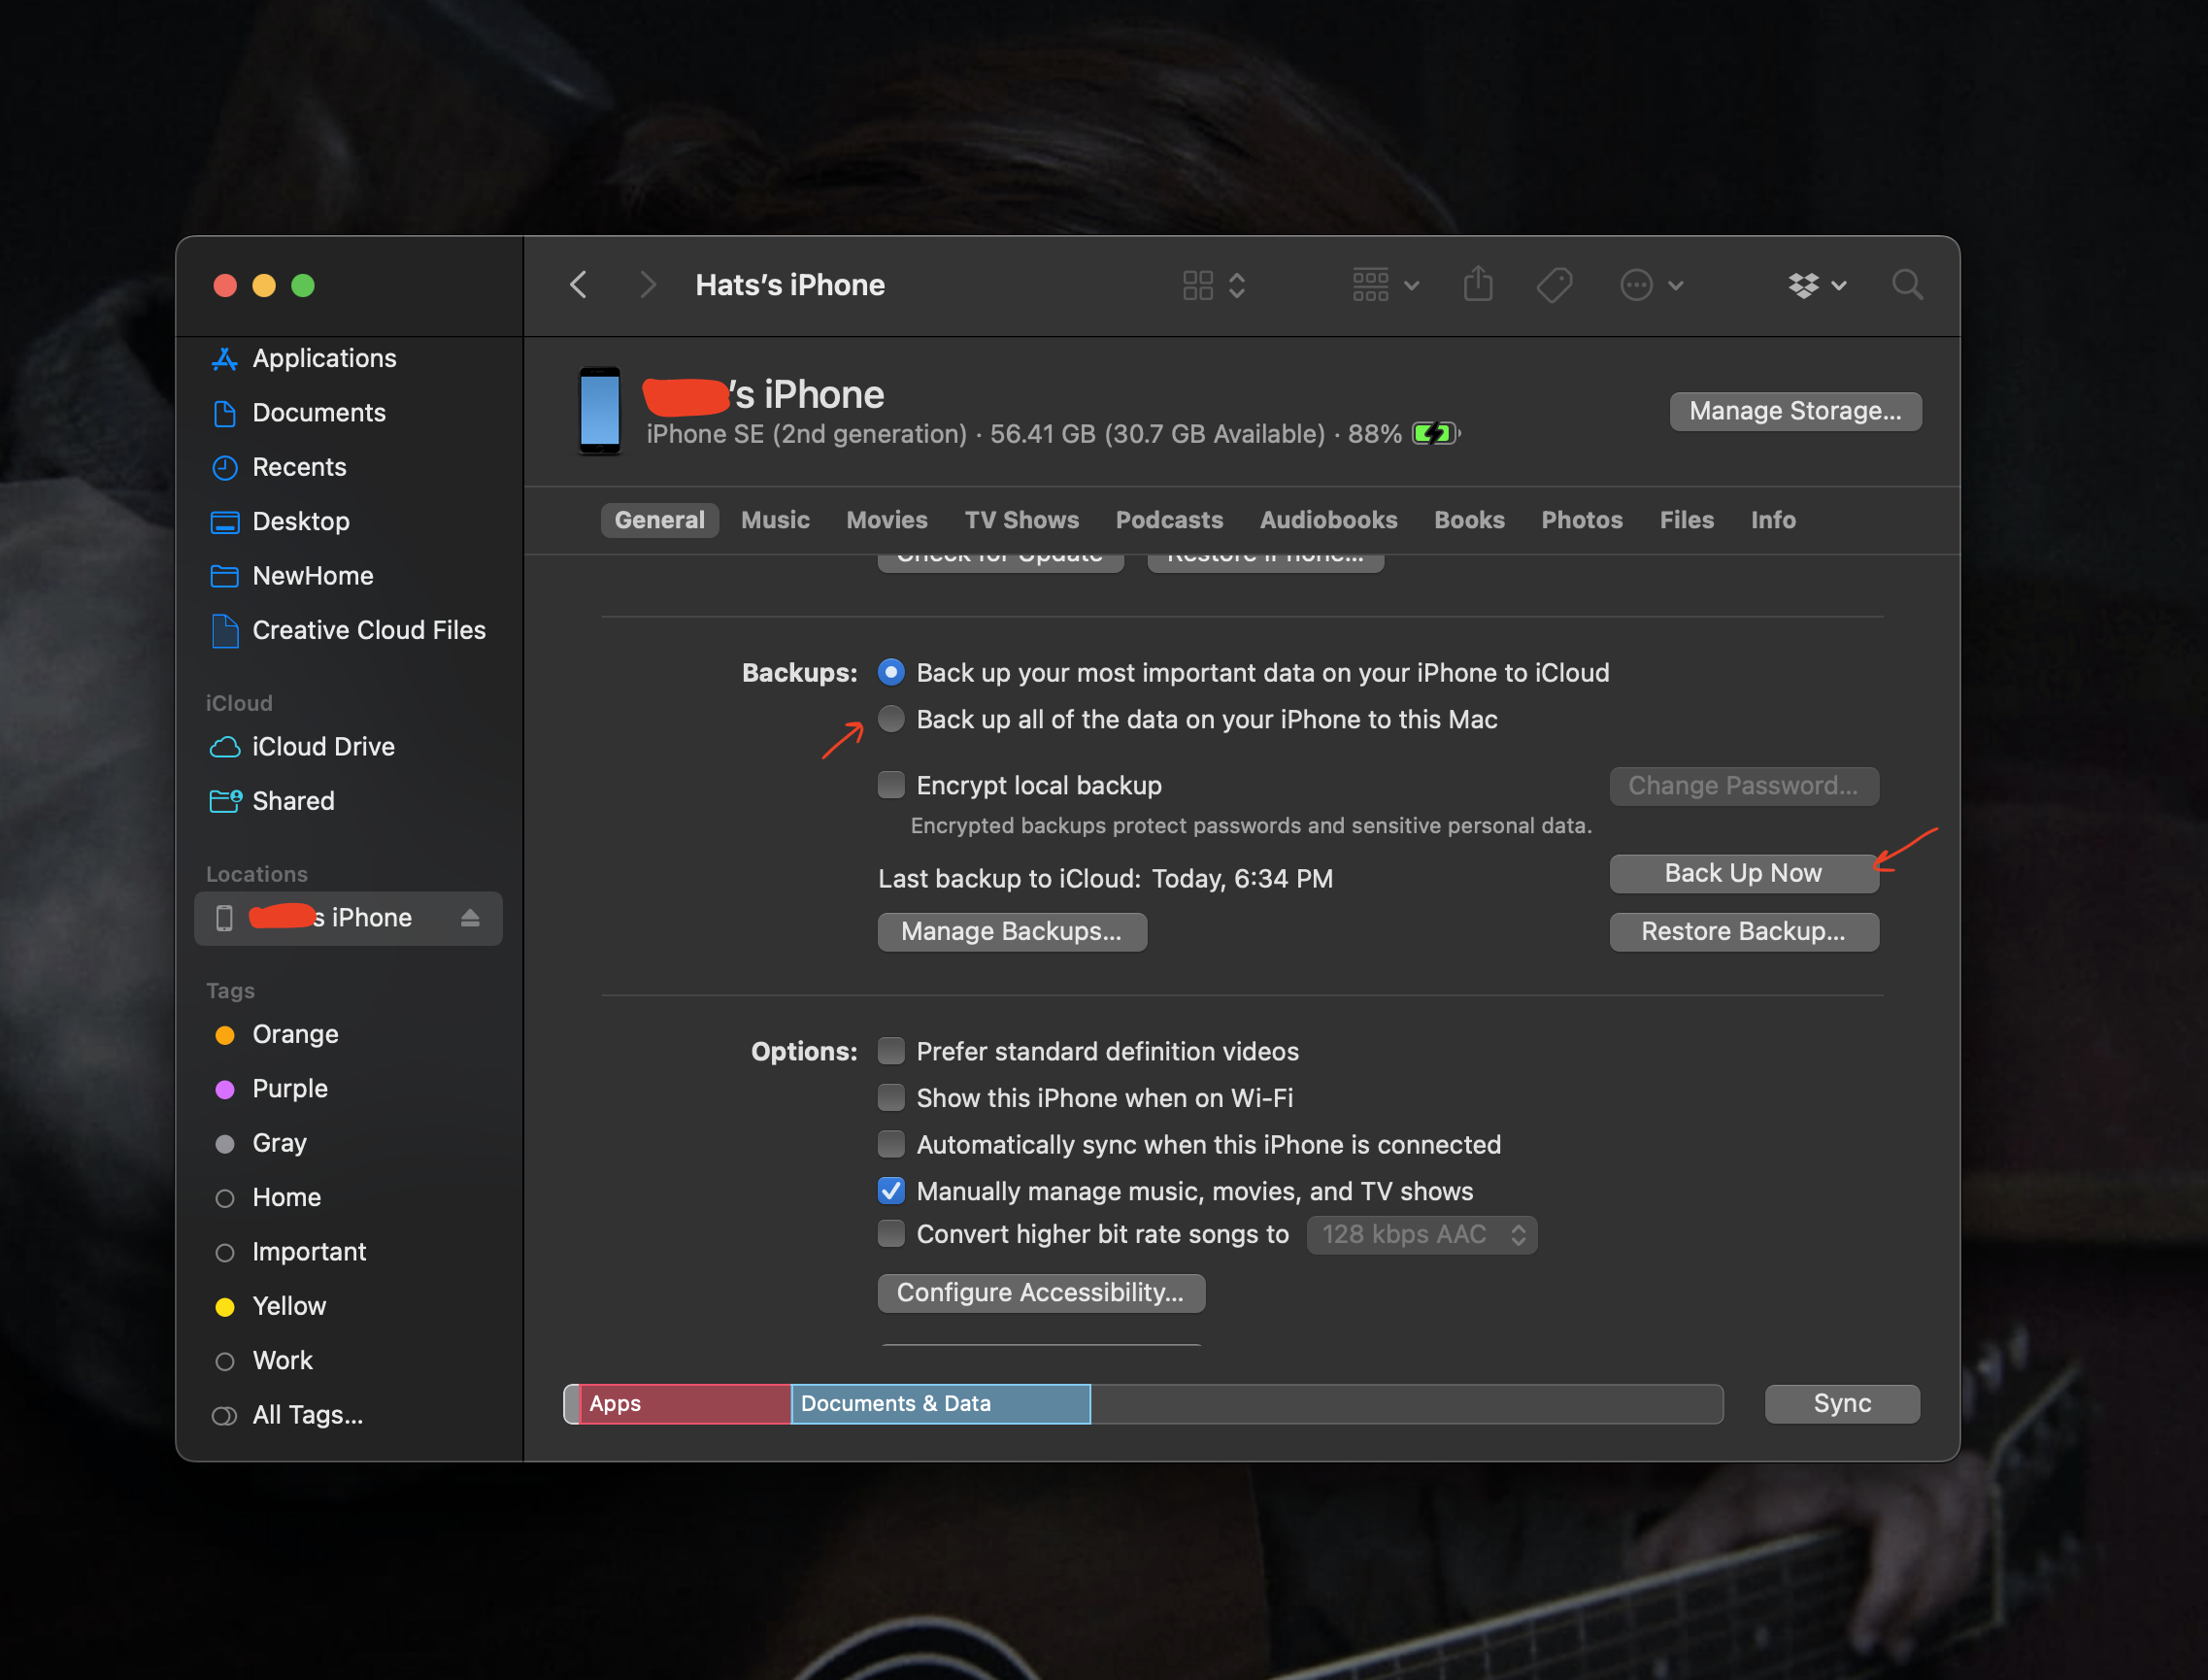 Hats’s iPhone
Applications
Documents
Recents
Desktop
NewHome
Creative Cloud Files
iCloud
iCloud Drive
Shared
Locations
s iPhone
Tags
Orange
Purple
Gray
Home
Important
Yellow
Work
All Tags...
’s iPhone
iPhone SE (2nd generation) · 56.41 GB (30.7 GB Available) · 88%
Manage Storage...
General Music Movies TV Shows Podcasts Audiobooks Books Photos Files Info
Check for Update Restore iPhone...
Backups: Back up your most important data on your iPhone to iCloud
Back up all of the data on your iPhone to this Mac
Encrypt local backup Change Password...
Encrypted backups protect passwords and sensitive personal data.
Last backup to iCloud: Today, 6:34 PM Back Up Now
Manage Backups... Restore Backup...
Options: Prefer standard definition videos
Show this iPhone when on Wi-Fi
Automatically sync when this iPhone is connected
Manually manage music, movies, and TV shows
Convert higher bit rate songs to 128 kbps AAC
Configure Accessibility...
Apps Documents & Data Sync